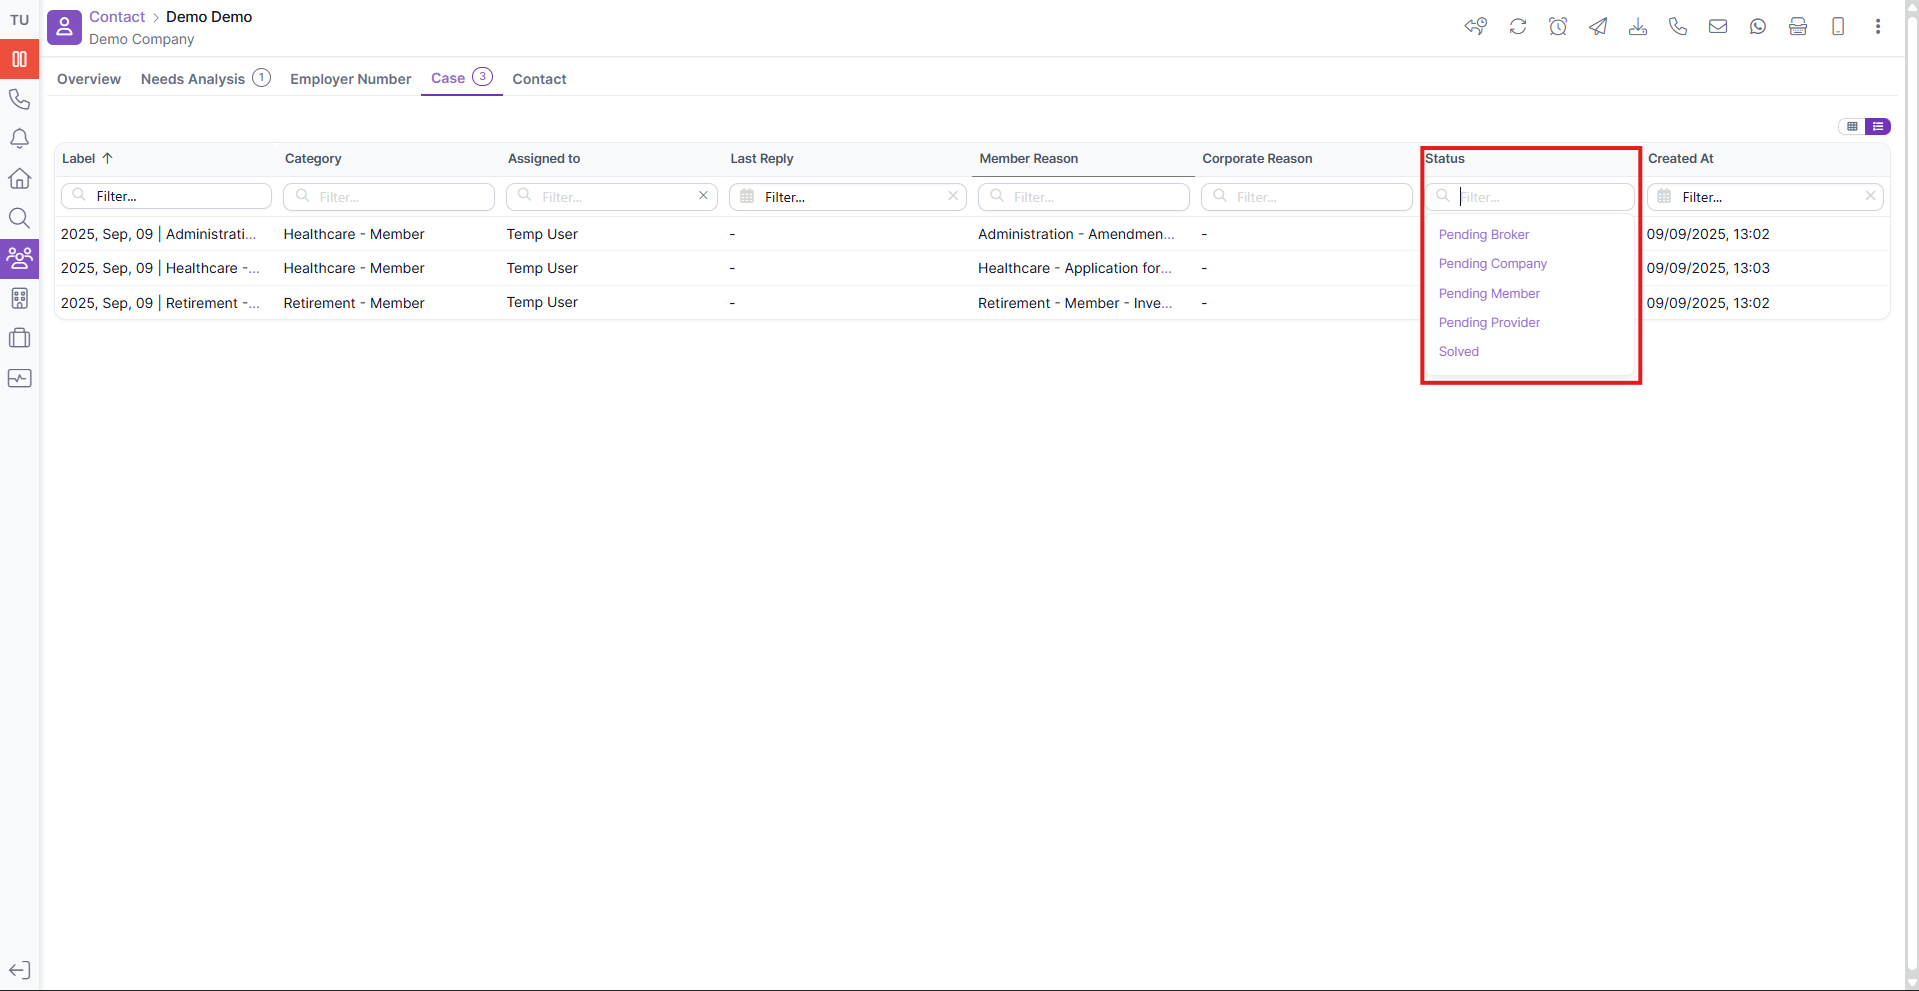 TU
Contact > Demo Demo
Demo Company
Overview Needs Analysis 1 Employer Number Case 3 Contact
Label Category Assigned to Last Reply Member Reason Corporate Reason Status Created At
Filter... Filter... Filter... Filter... Filter... Filter... Filter... Filter...
2025, Sep, 09 | Administrati... Healthcare - Member Temp User - Administration - Amendmen... - 09/09/2025, 13:02
2025, Sep, 09 | Healthcare -... Healthcare - Member Temp User - Healthcare - Application for... - 09/09/2025, 13:03
2025, Sep, 09 | Retirement -... Retirement - Member Temp User - Retirement - Member - Inve... - 09/09/2025, 13:02
Pending Broker
Pending Company
Pending Member
Pending Provider
Solved